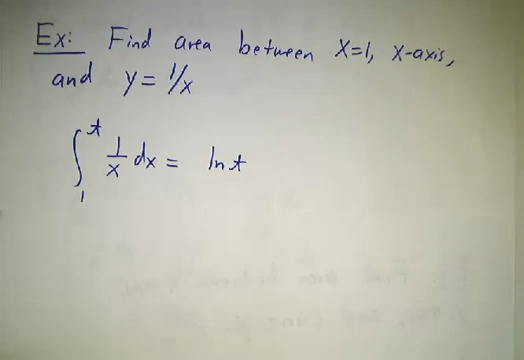 Ex: Find area between x=1, x-axis,
and y = 1/x
∫₁ᵗ 1/x dx = ln t